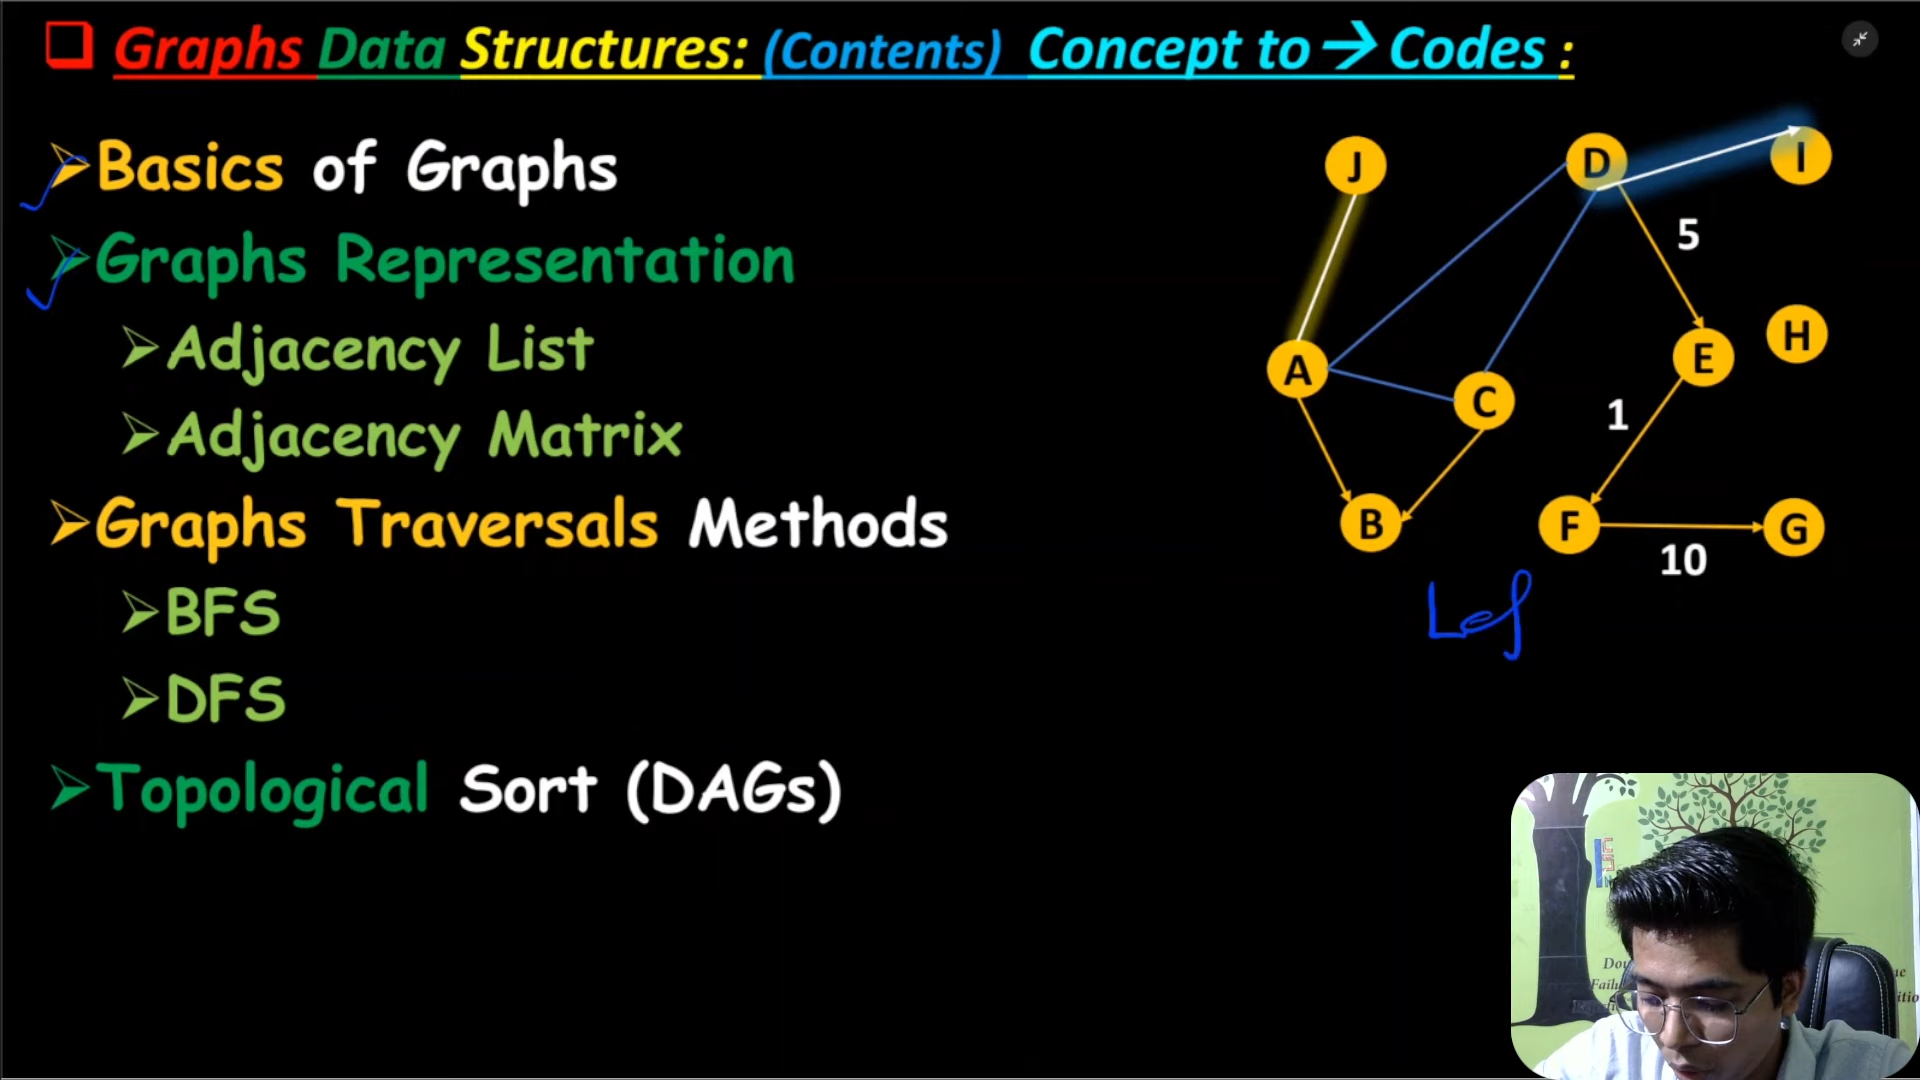 Graphs Data Structures: (Contents) Concept to → Codes :
Basics of Graphs
Graphs Representation
Adjacency List
Adjacency Matrix
Graphs Traversals Methods
BFS
DFS
Topological Sort (DAGs)
J
D
I
5
H
A
E
C
1
B
F
G
10